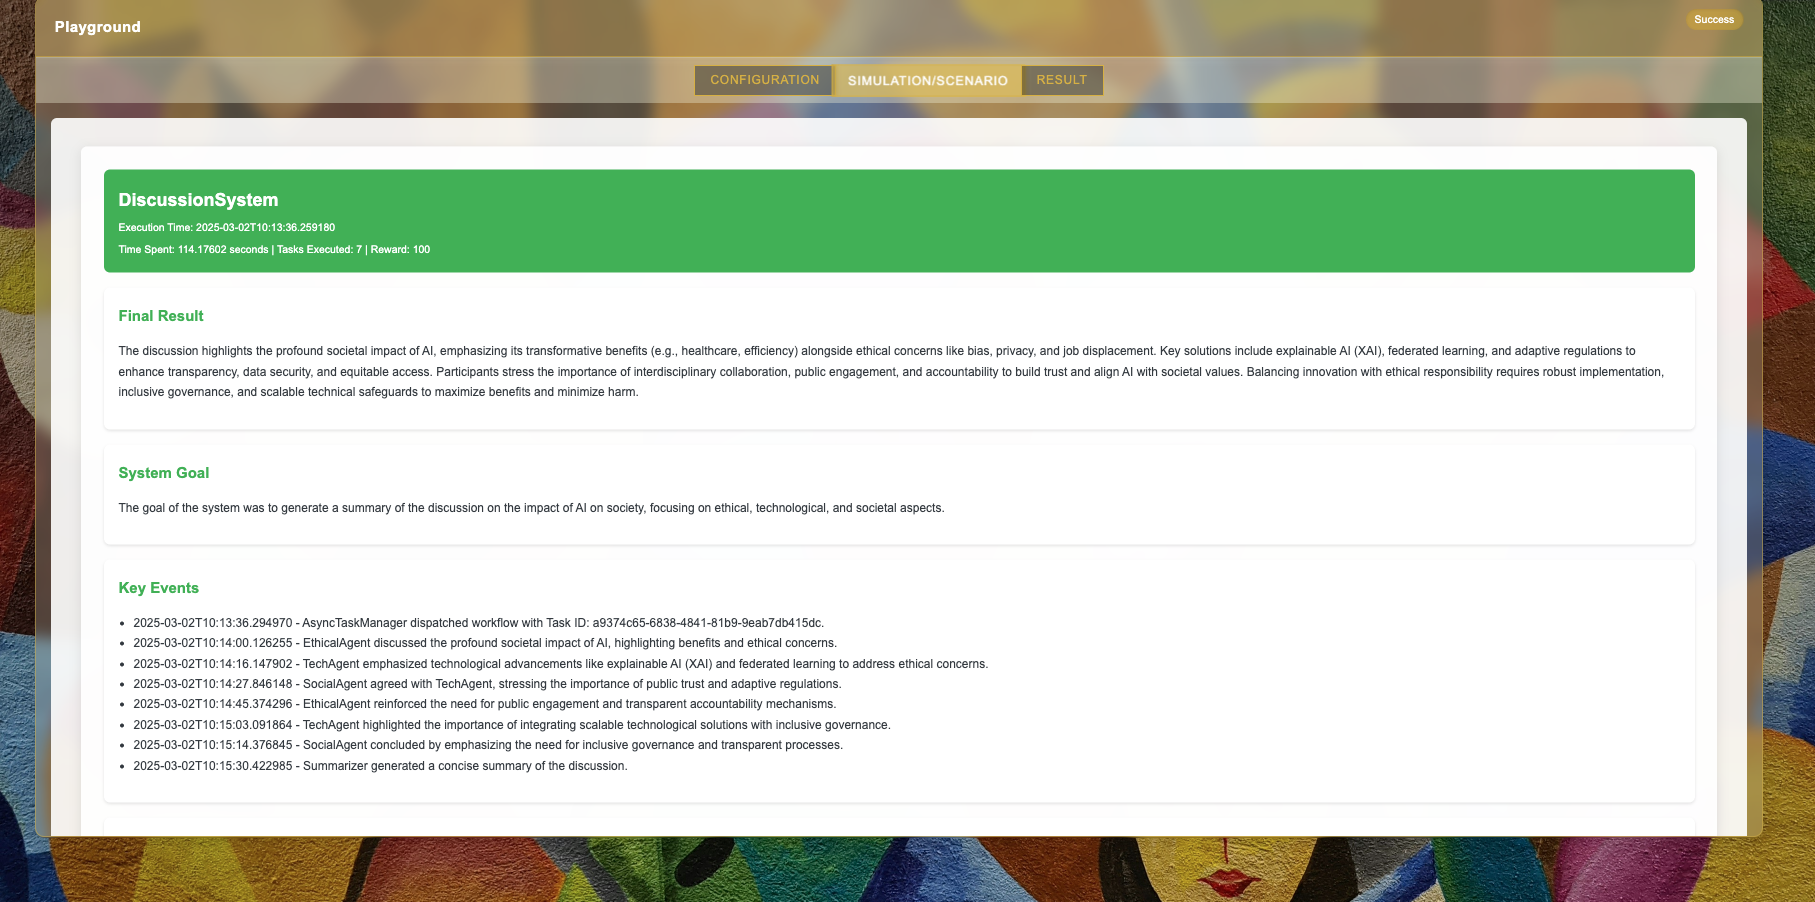 Playground
Success
CONFIGURATION
SIMULATION/SCENARIO
RESULT
DiscussionSystem
Execution Time: 2025-03-02T10:13:36.259180
Time Spent: 114.17602 seconds | Tasks Executed: 7 | Reward: 100
Final Result
The discussion highlights the profound societal impact of AI, emphasizing its transformative benefits (e.g., healthcare, efficiency) alongside ethical concerns like bias, privacy, and job displacement. Key solutions include explainable AI (XAI), federated learning, and adaptive regulations to
enhance transparency, data security, and equitable access. Participants stress the importance of interdisciplinary collaboration, public engagement, and accountability to build trust and align AI with societal values. Balancing innovation with ethical responsibility requires robust implementation,
inclusive governance, and scalable technical safeguards to maximize benefits and minimize harm.
System Goal
The goal of the system was to generate a summary of the discussion on the impact of AI on society, focusing on ethical, technological, and societal aspects.
Key Events
• 2025-03-02T10:13:36.294970 - AsyncTaskManager dispatched workflow with Task ID: a9374c65-6838-4841-81b9-9eab7db415dc.
• 2025-03-02T10:14:00.126255 - EthicalAgent discussed the profound societal impact of AI, highlighting benefits and ethical concerns.
• 2025-03-02T10:14:16.147902 - TechAgent emphasized technological advancements like explainable AI (XAI) and federated learning to address ethical concerns.
• 2025-03-02T10:14:27.846148 - SocialAgent agreed with TechAgent, stressing the importance of public trust and adaptive regulations.
• 2025-03-02T10:14:45.374296 - EthicalAgent reinforced the need for public engagement and transparent accountability mechanisms.
• 2025-03-02T10:15:03.091864 - TechAgent highlighted the importance of integrating scalable technological solutions with inclusive governance.
• 2025-03-02T10:15:14.376845 - SocialAgent concluded by emphasizing the need for inclusive governance and transparent processes.
• 2025-03-02T10:15:30.422985 - Summarizer generated a concise summary of the discussion.